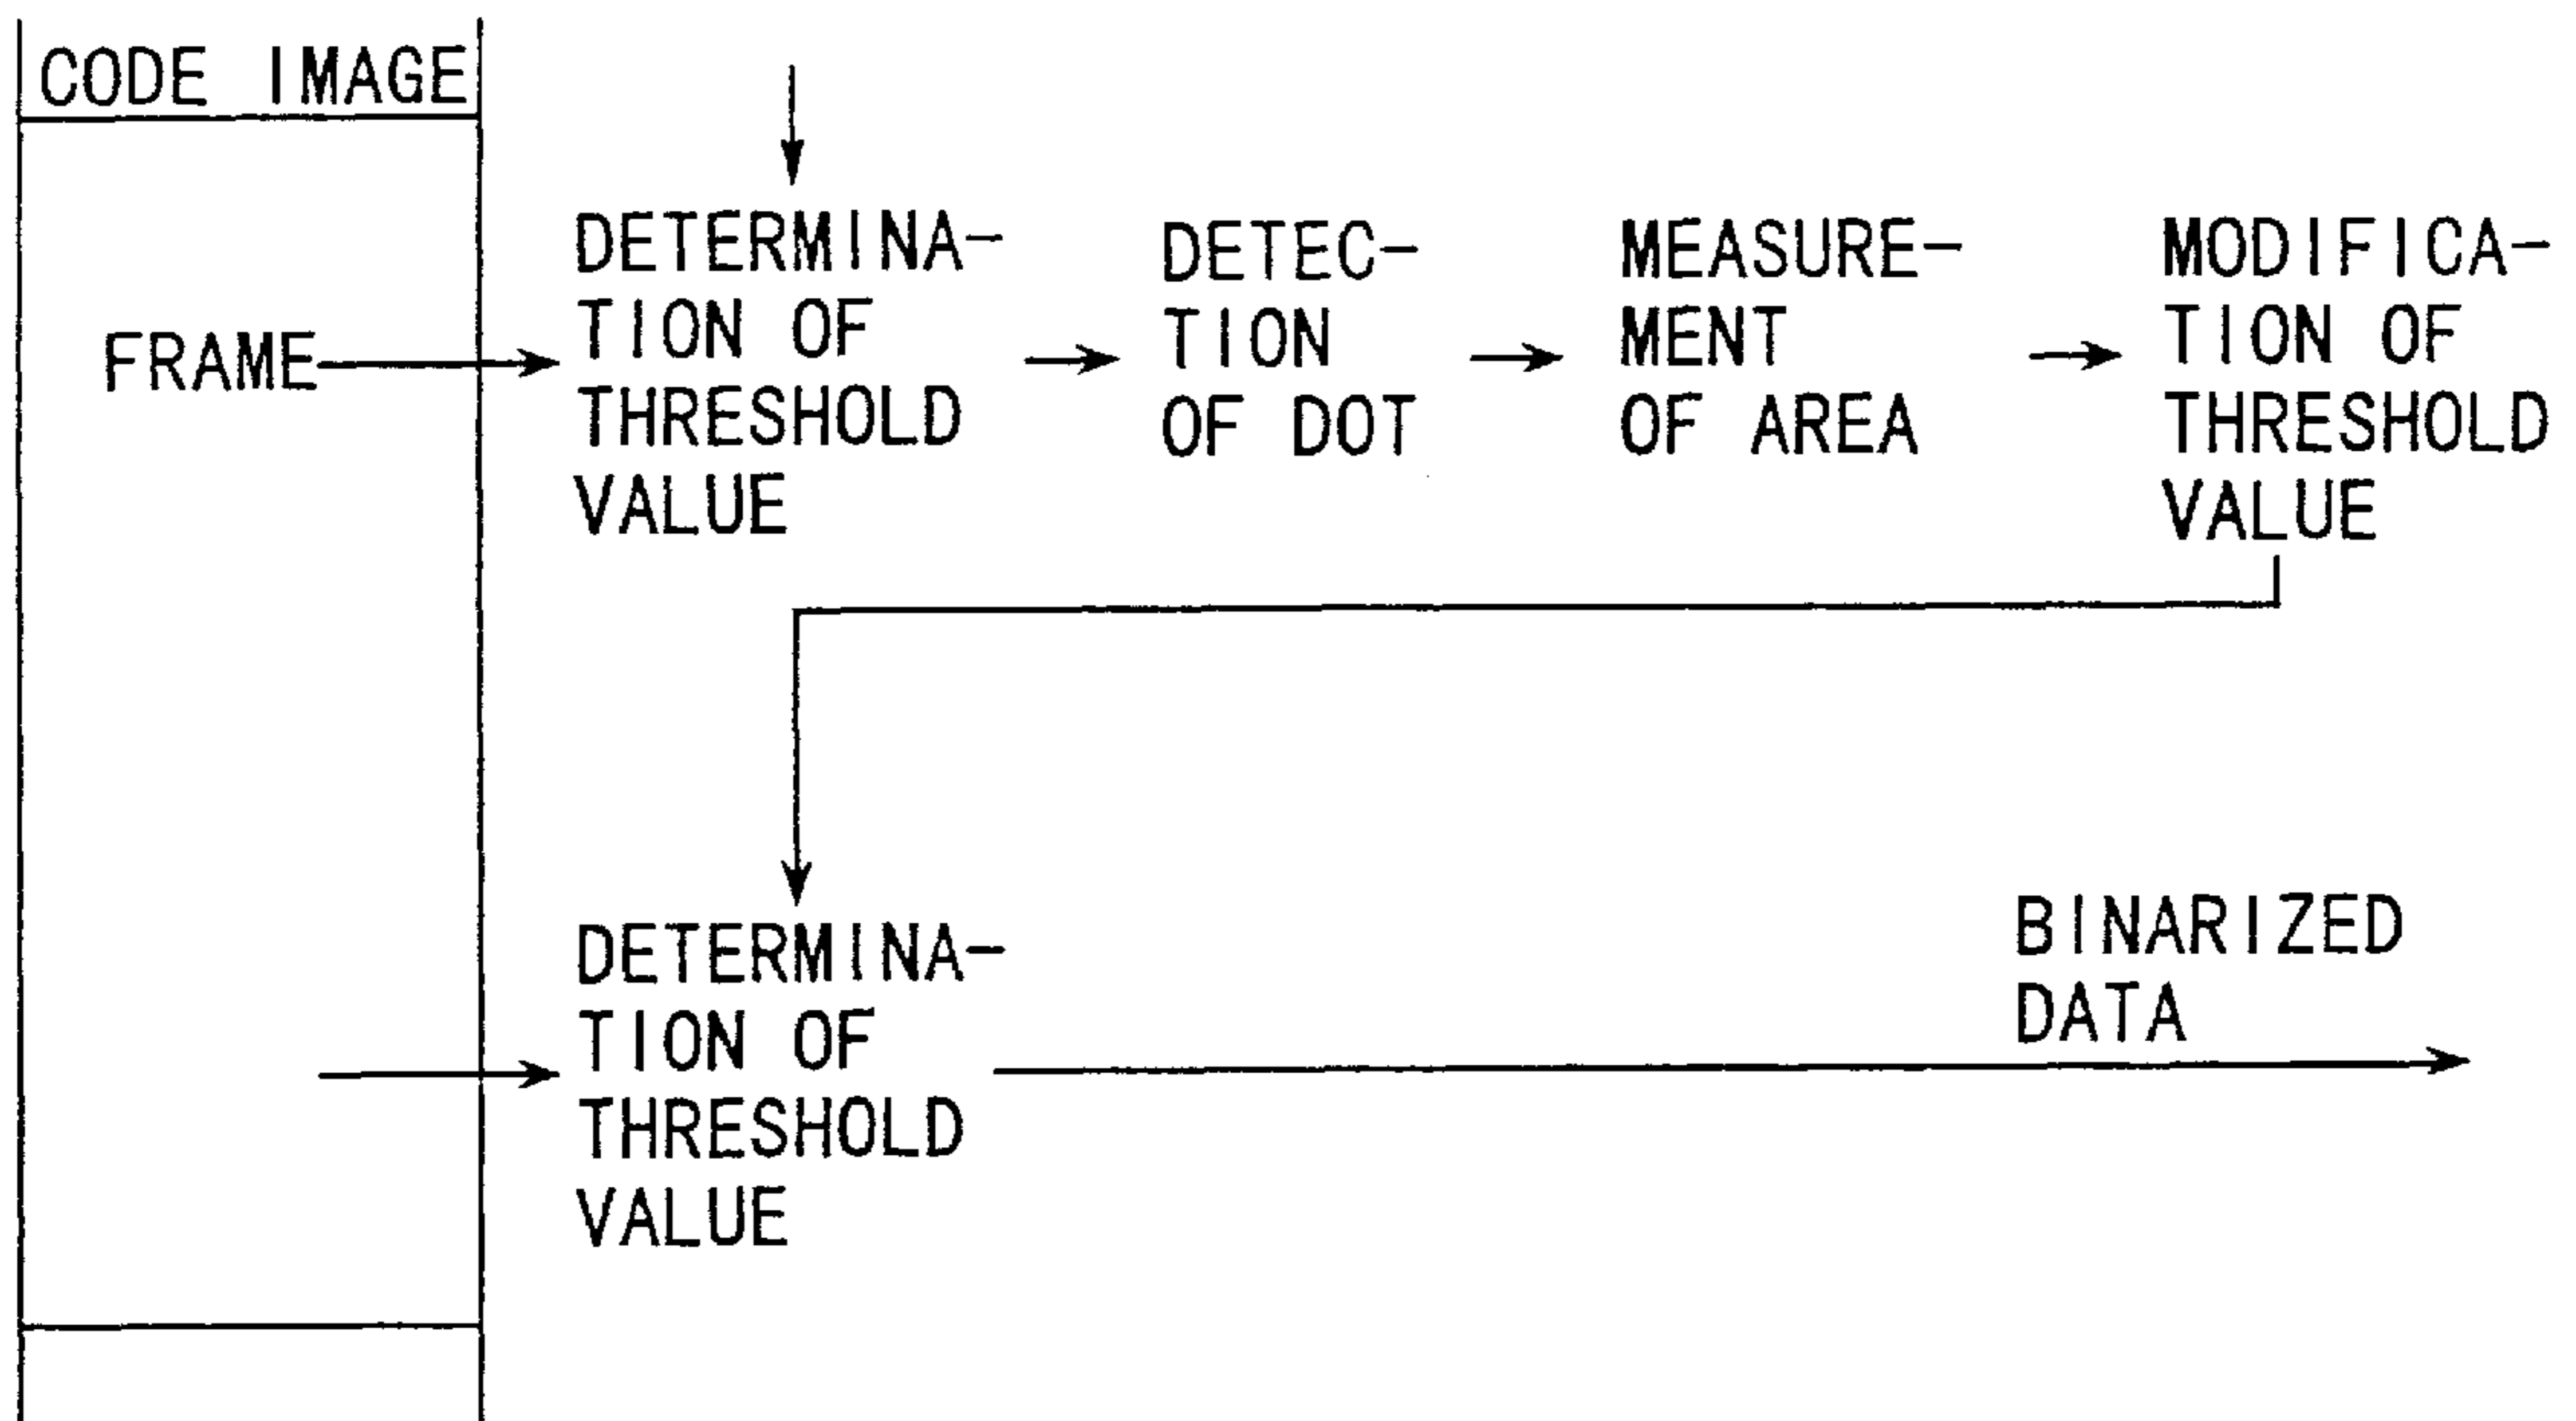 CODE IMAGE
FRAME
DETERMINA-
TION OF
THRESHOLD
VALUE
DETEC-
TION
OF DOT
MEASURE-
MENT
OF AREA
MODIFICA-
TION OF
THRESHOLD
VALUE
DETERMINA-
TION OF
THRESHOLD
VALUE
BINARIZED
DATA